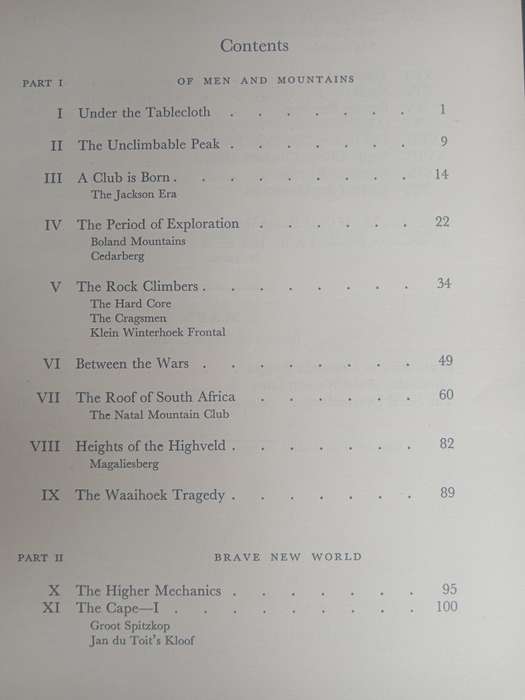 Contents
PART I OF MEN AND MOUNTAINS
I Under the Tablecloth . . . . . . . 1
II The Unclimbable Peak . . . . . . . 9
III A Club is Born . . . . . . . . 14
The Jackson Era
IV The Period of Exploration . . . . . . 22
Boland Mountains
Cedarberg
V The Rock Climbers . . . . . . . . 34
The Hard Core
The Cragsmen
Klein Winterhoek Frontal
VI Between the Wars . . . . . . . . 49
VII The Roof of South Africa . . . . . . 60
The Natal Mountain Club
VIII Heights of the Highveld . . . . . . . 82
Magaliesberg
IX The Waaihoek Tragedy . . . . . . . 89
PART II BRAVE NEW WORLD
X The Higher Mechanics . . . . . . . 95
XI The Cape—I . . . . . . . . . 100
Groot Spitzkop
Jan du Toit's Kloof